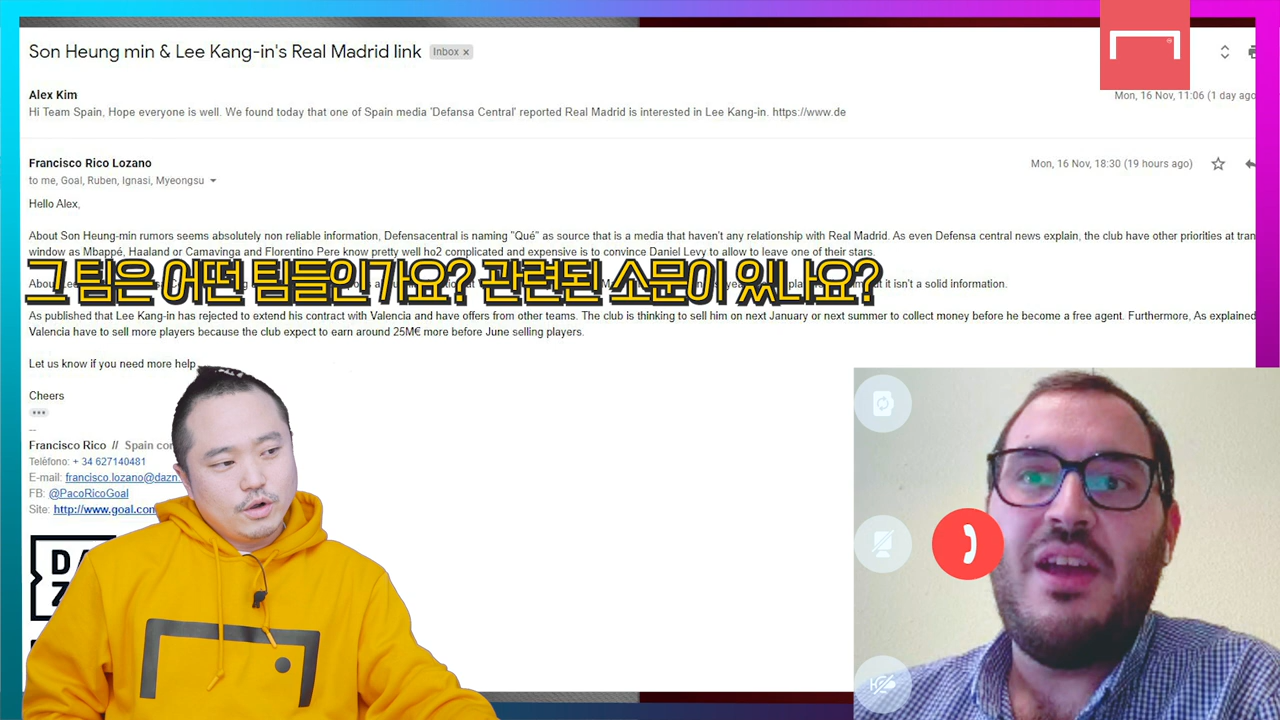 Son Heung min & Lee Kang-in's Real Madrid link Inbox ×
Alex Kim
Mon, 16 Nov, 11:06 (1 day ago
Hi Team Spain, Hope everyone is well. We found today that one of Spain media 'Defansa Central' reported Real Madrid is interested in Lee Kang-in. https://www.de
Francisco Rico Lozano
Mon, 16 Nov, 18:30 (19 hours ago)
to me, Goal, Ruben, Ignasi, Myeongsu
Hello Alex,
About Son Heung-min rumors seems absolutely non reliable information, Defensacentral is naming "Qué" as source that is a media that haven't any relationship with Real Madrid. As even Defensa central news explain, the club have other priorities at tran
window as Mbappé, Haaland or Camavinga and Florentino Pere know pretty well ho2 complicated and expensive is to convince Daniel Levy to allow to leave one of their stars.
그 팀은 어떤 팀들인가요? 관련된 소문이 있나요?
it isn't a solid information.
As published that Lee Kang-in has rejected to extend his contract with Valencia and have offers from other teams. The club is thinking to sell him on next January or next summer to collect money before he become a free agent. Furthermore, As explained
Valencia have to sell more players because the club expect to earn around 25M€ more before June selling players.
Let us know if you need more help.
Cheers
--
Francisco Rico // Spain
Teléfono: + 34 627140481
E-mail: francisco.lozano@dazn.
FB: @PacoRicoGoal
Site: http://www.goal.com
DA
Z